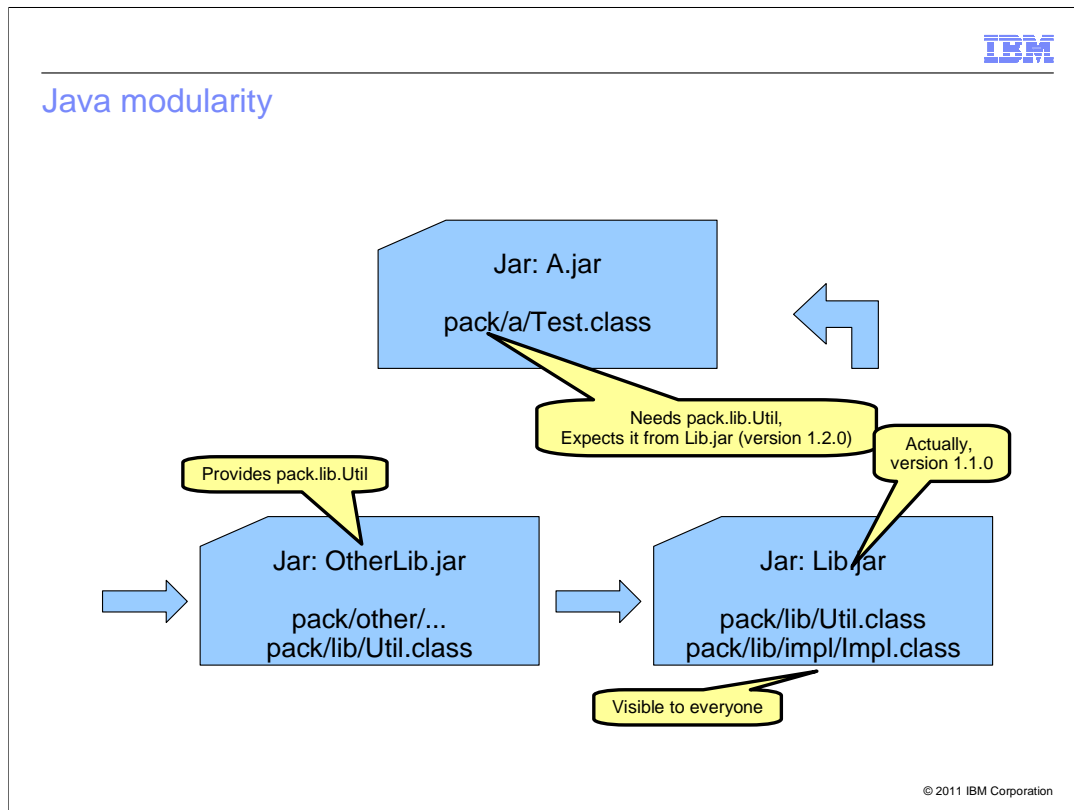 IBM
Java modularity
Jar: A.jar
pack/a/Test.class
Needs pack.lib.Util,
Expects it from Lib.jar (version 1.2.0)
Actually,
version 1.1.0
Provides pack.lib.Util
Jar: OtherLib.jar
pack/other/...
pack/lib/Util.class
Jar: Lib.jar
pack/lib/Util.class
pack/lib/impl/Impl.class
Visible to everyone
© 2011 IBM Corporation